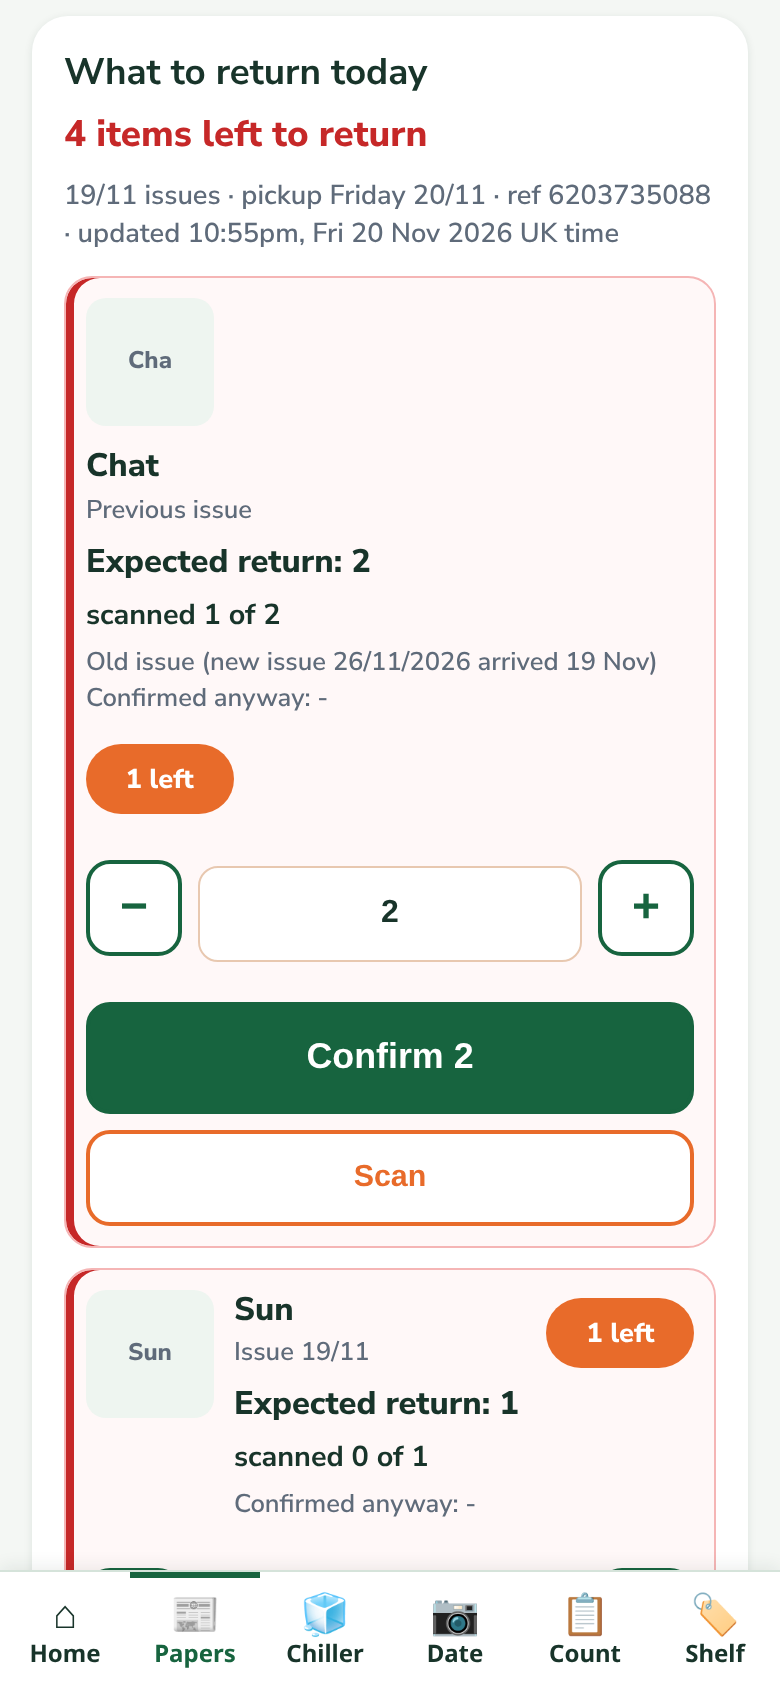 What to return today
4 items left to return
19/11 issues · pickup Friday 20/11 · ref 6203735088
· updated 10:55pm, Fri 20 Nov 2026 UK time
Cha
Chat
Previous issue
Expected return: 2
scanned 1 of 2
Old issue (new issue 26/11/2026 arrived 19 Nov)
Confirmed anyway: -
1 left
−
2
+
Confirm 2
Scan
Sun
Sun
1 left
Issue 19/11
Expected return: 1
scanned 0 of 1
Confirmed anyway: -
Home
Papers
Chiller
Date
Count
Shelf